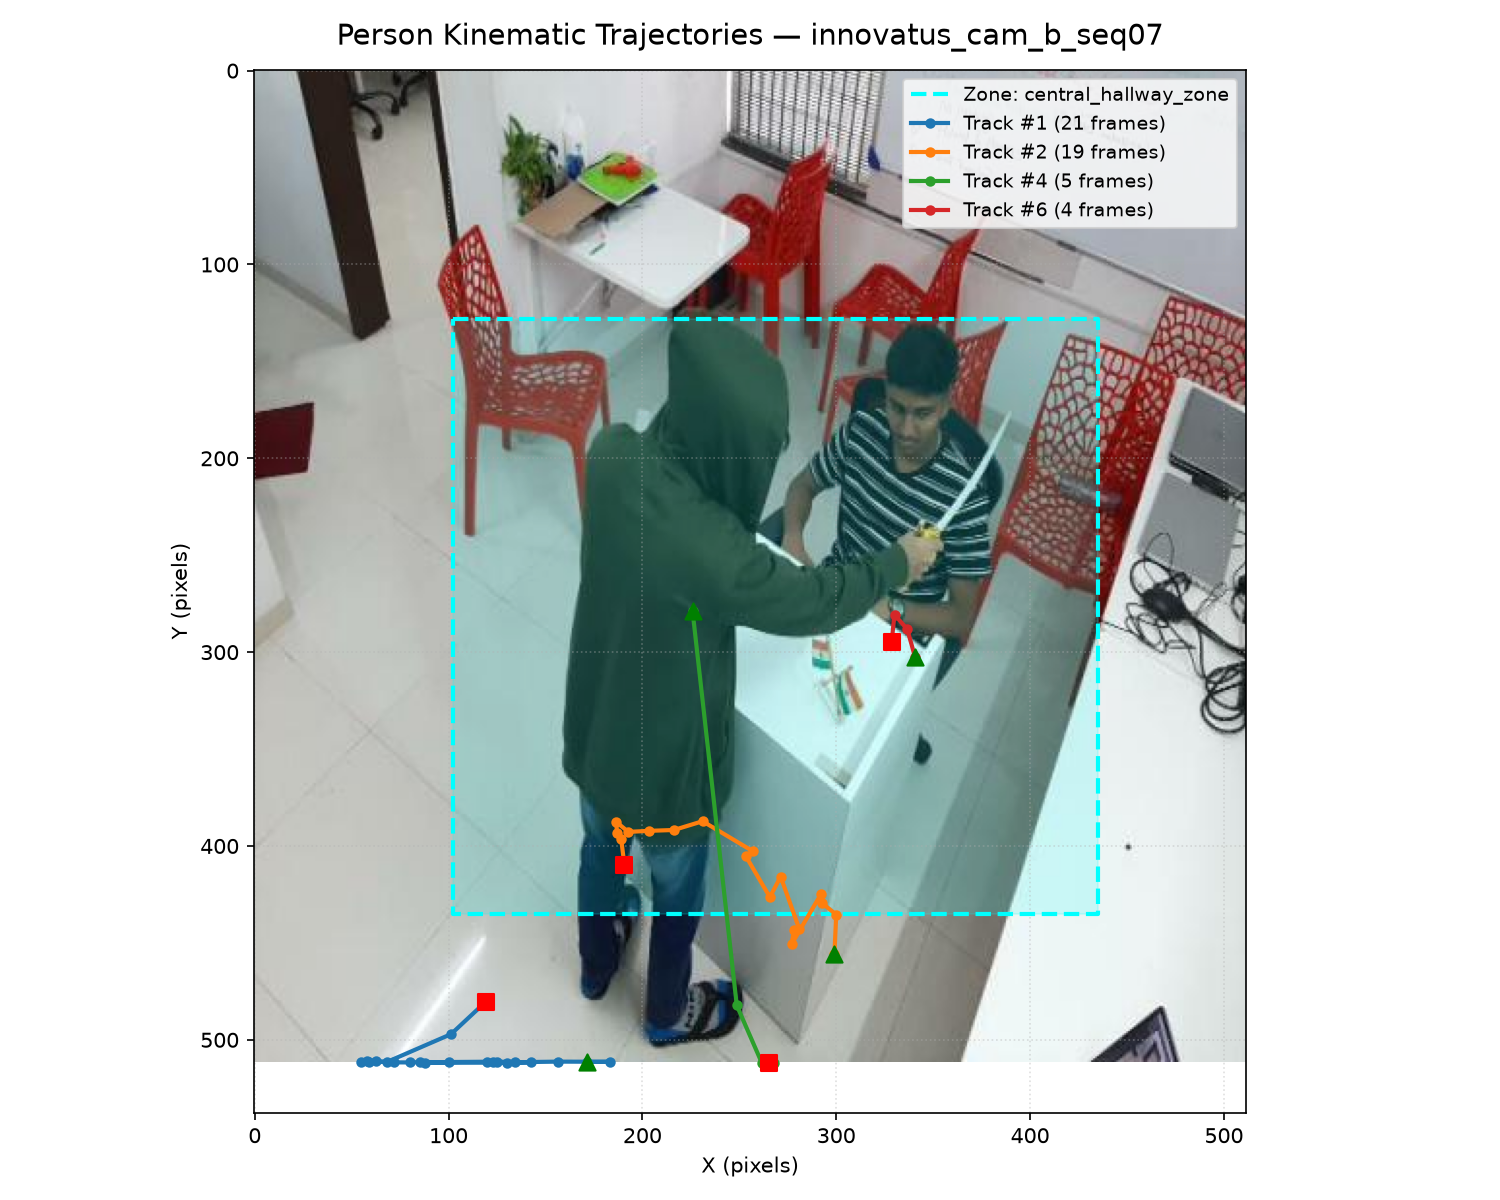 Person Kinematic Trajectories — innovatus_cam_b_seq07
Zone: central_hallway_zone
Track #1 (21 frames)
Track #2 (19 frames)
Track #4 (5 frames)
Track #6 (4 frames)
Y (pixels)
0
100
200
300
400
500
0 100 200 300 400 500
X (pixels)